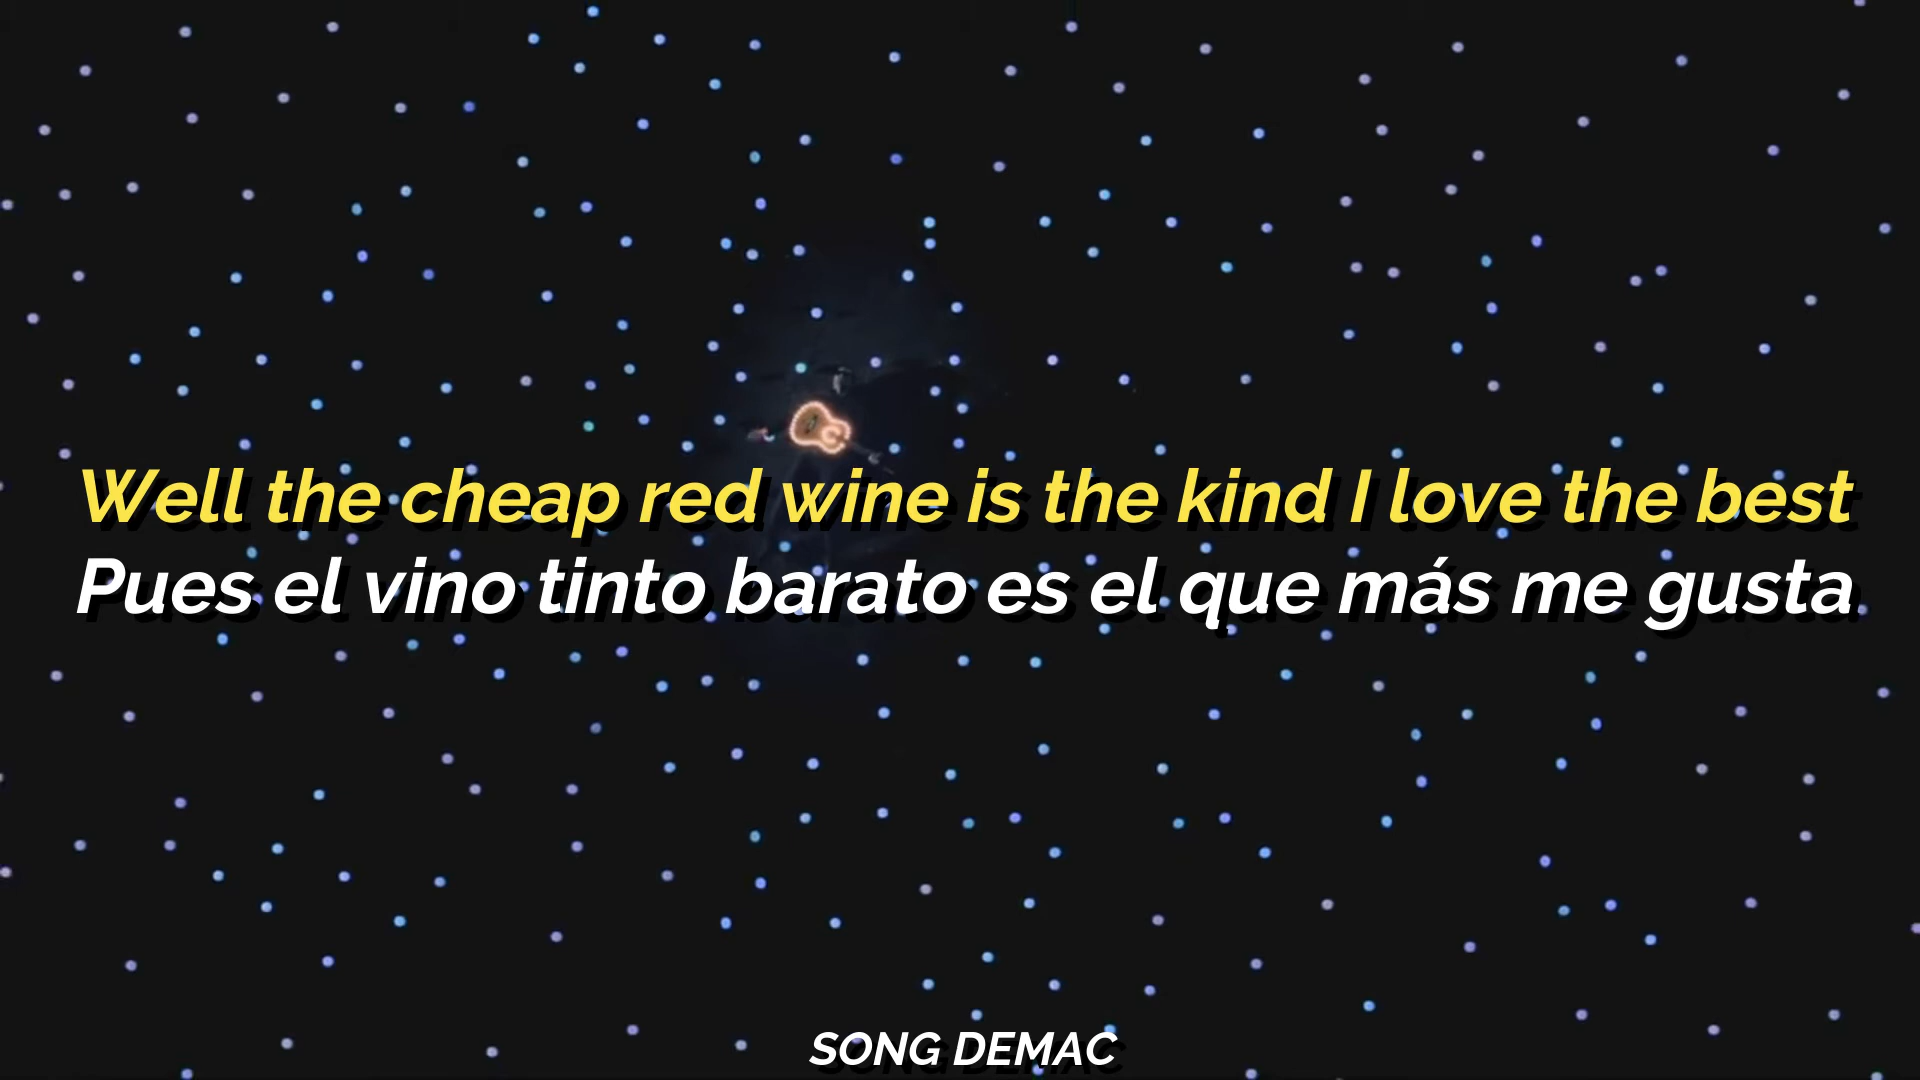 Well the cheap red wine is the kind I love the best
Pues el vino tinto barato es el que más me gusta
SONG DEMAC